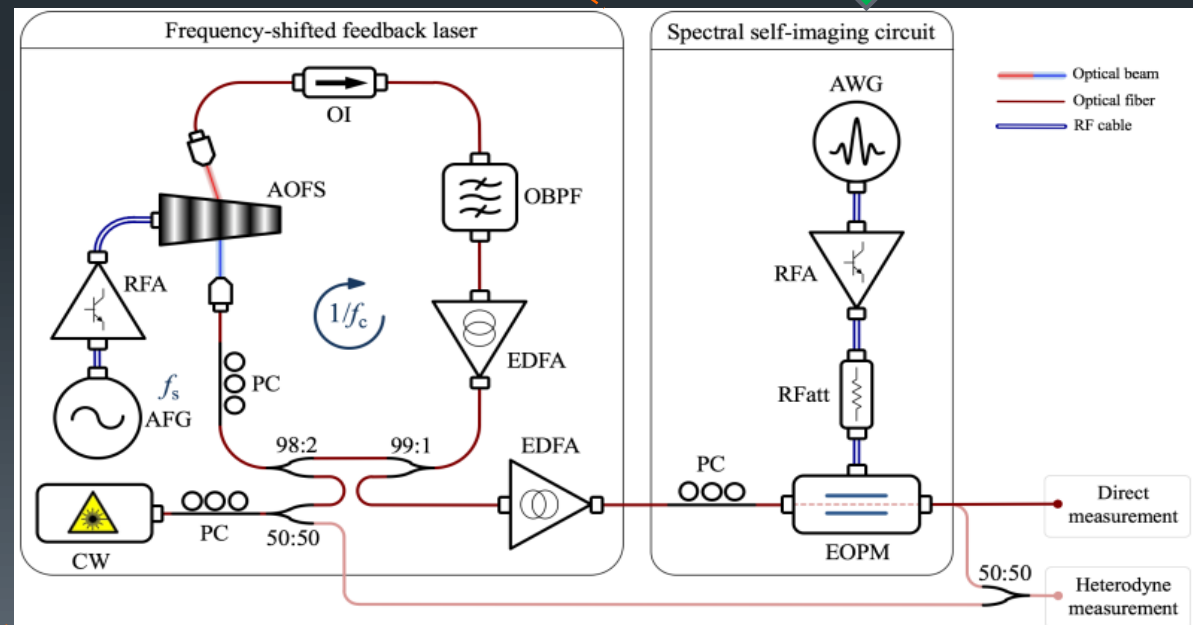 Frequency-shifted feedback laser
Spectral self-imaging circuit
OI
AOFS
OBPF
RFA
1/fc
EDFA
PC
fs
AFG
98:2
99:1
EDFA
CW
PC
50:50
AWG
RFA
RFatt
PC
EOPM
Optical beam
Optical fiber
RF cable
Direct
measurement
50:50
Heterodyne
measurement